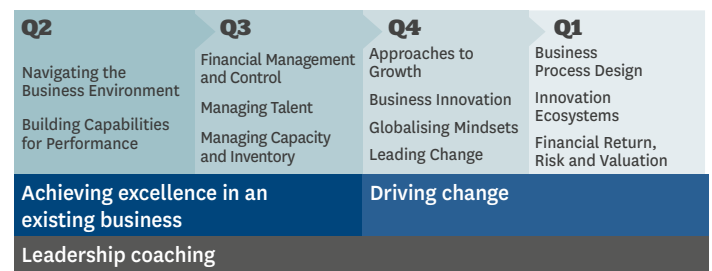 Q2
Navigating the
Business Environment
Building Capabilities
for Performance
Q3
Financial Management
and Control
Managing Talent
Managing Capacity
and Inventory
Q4
Approaches to
Growth
Business Innovation
Globalising Mindsets
Leading Change
Q1
Business
Process Design
Innovation
Ecosystems
Financial Return,
Risk and Valuation
Achieving excellence in an
existing business
Driving change
Leadership coaching